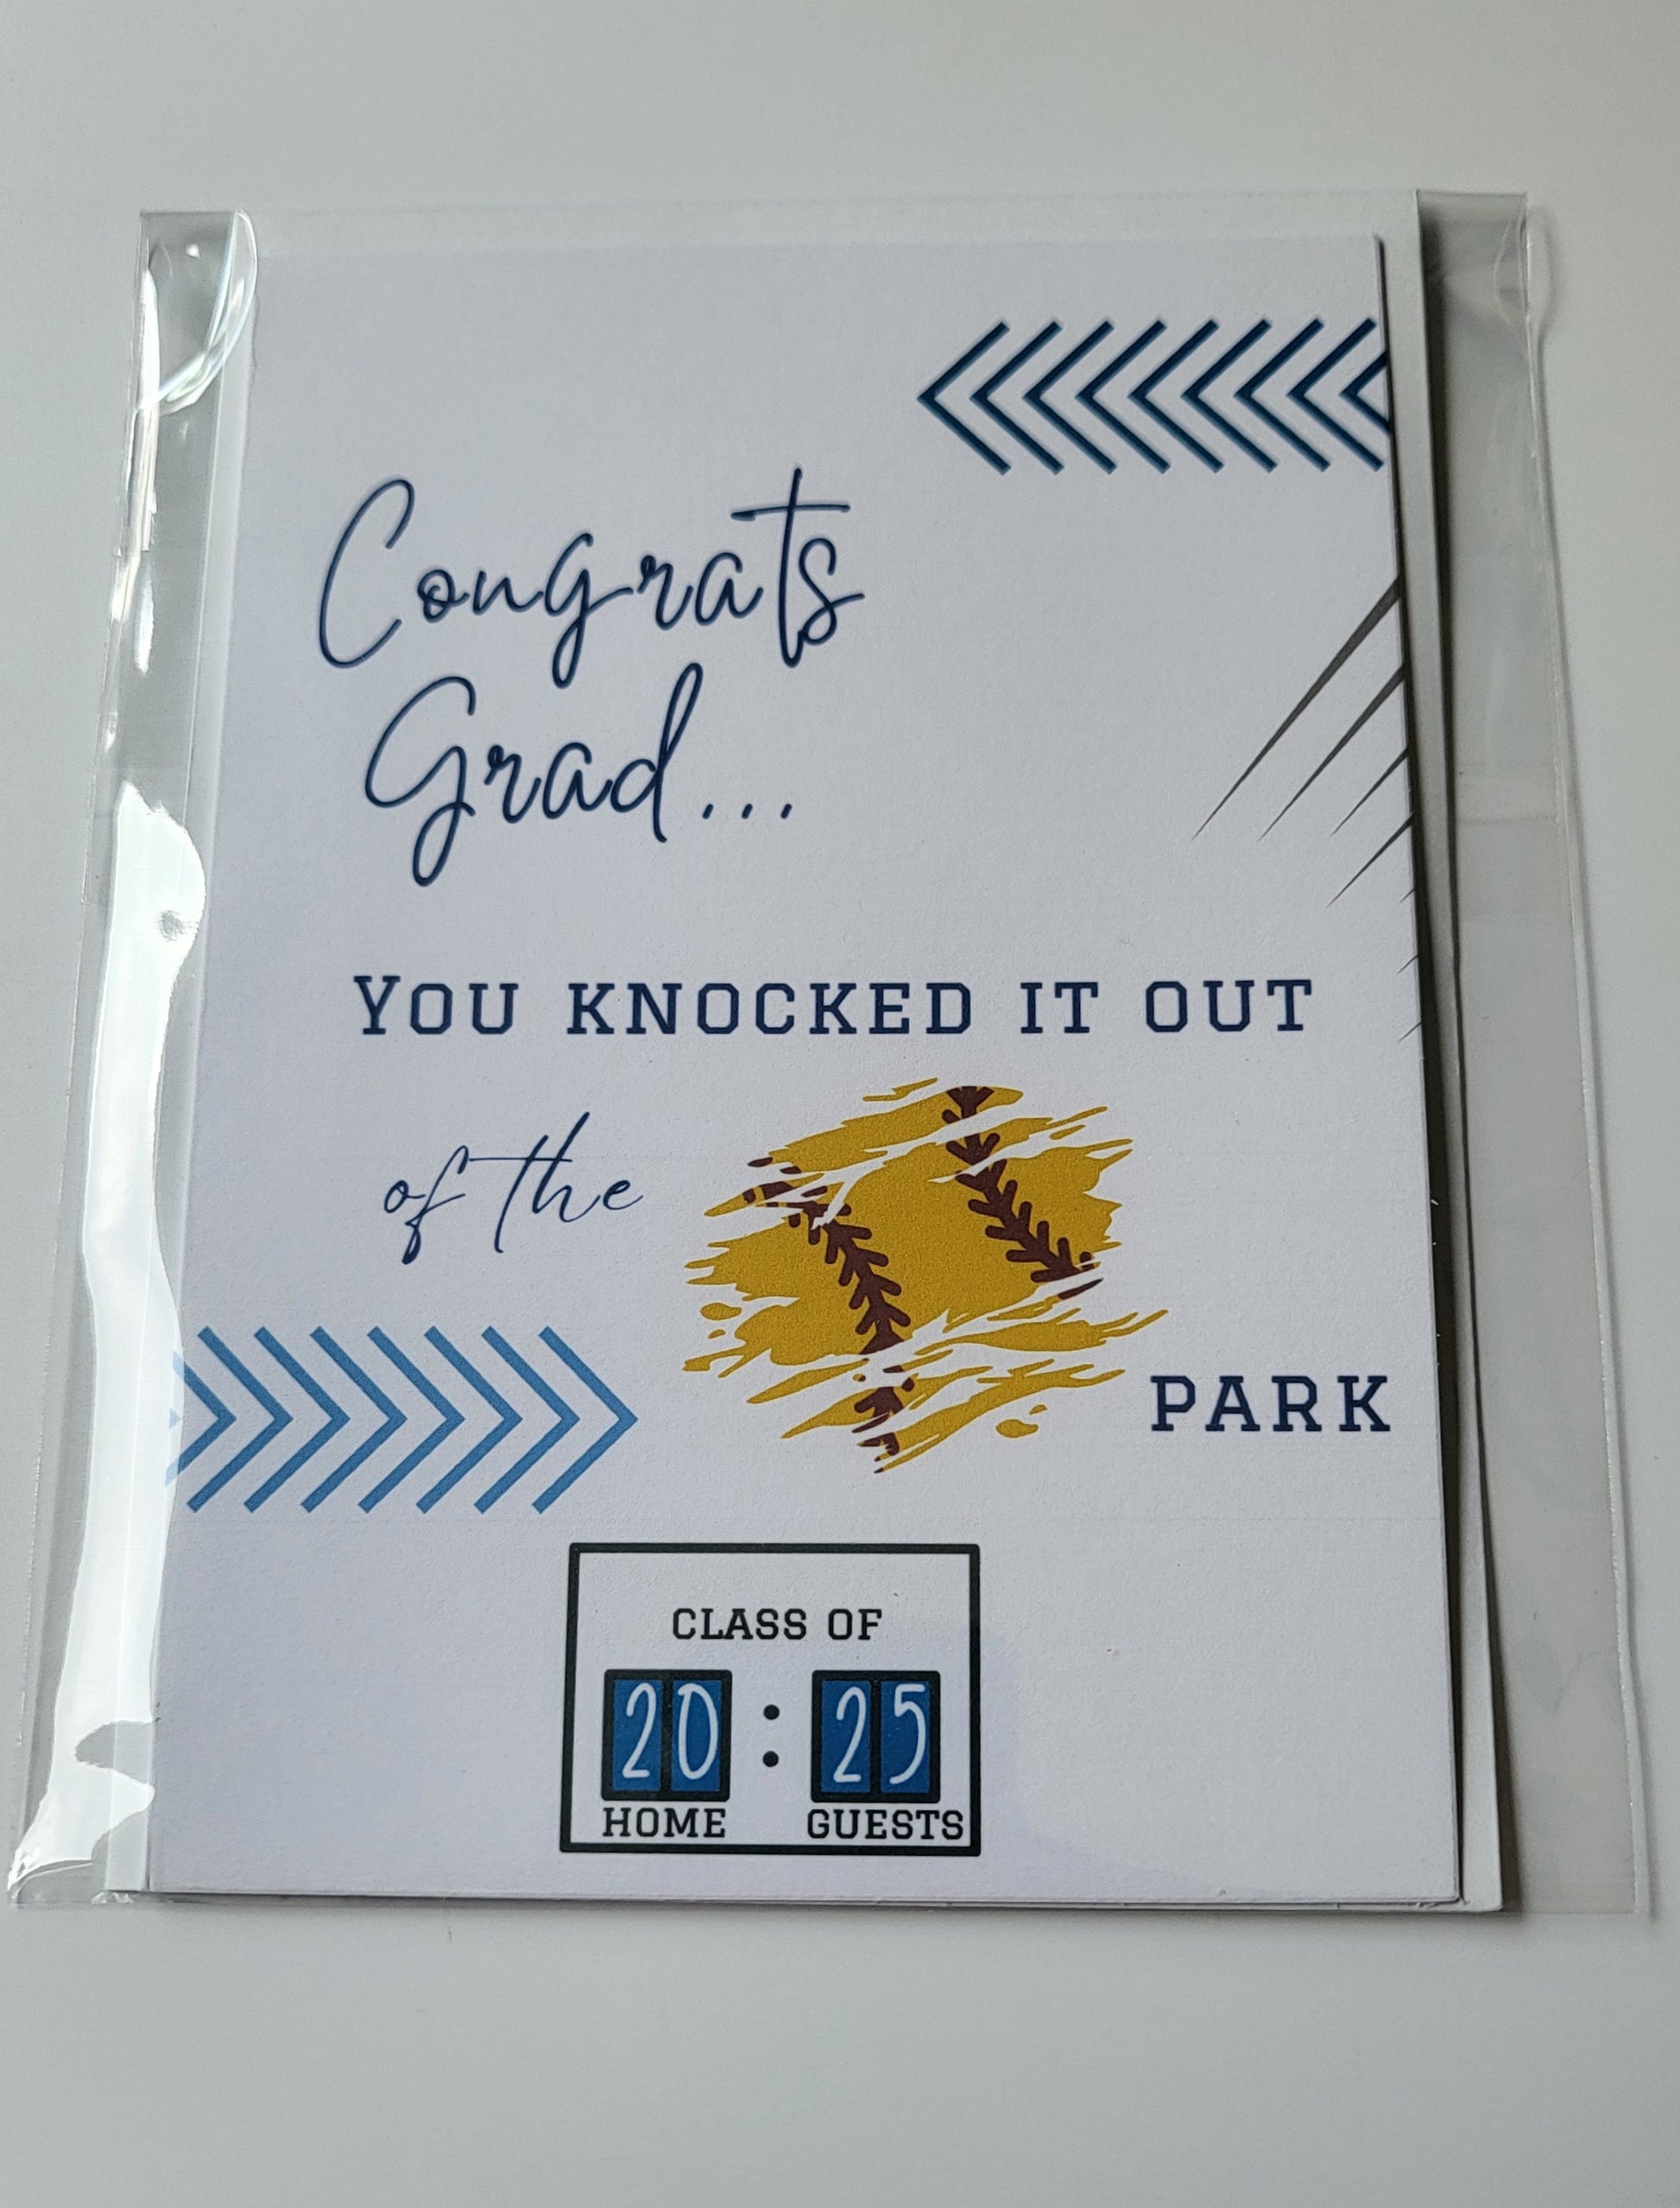 Congrats
Grad...
YOU KNOCKED IT OUT
of the
PARK
CLASS OF
20 : 25
HOME GUESTS